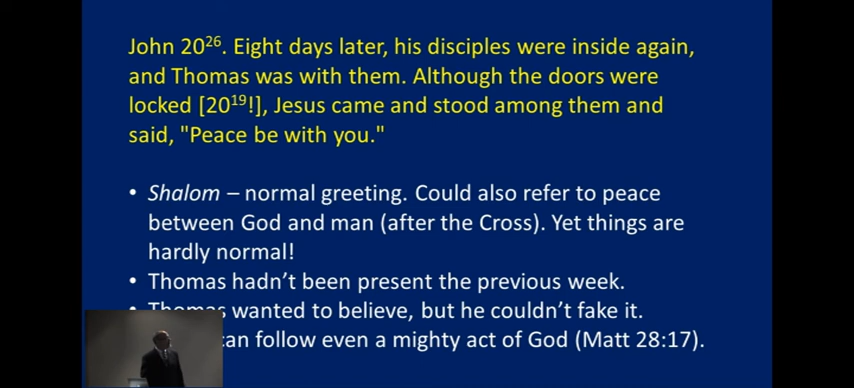 John 20²⁶. Eight days later, his disciples were inside again,
and Thomas was with them. Although the doors were
locked [20¹⁹!], Jesus came and stood among them and
said, "Peace be with you."
• Shalom – normal greeting. Could also refer to peace
between God and man (after the Cross). Yet things are
hardly normal!
• Thomas hadn't been present the previous week.
• Thomas wanted to believe, but he couldn't fake it.
can follow even a mighty act of God (Matt 28:17).